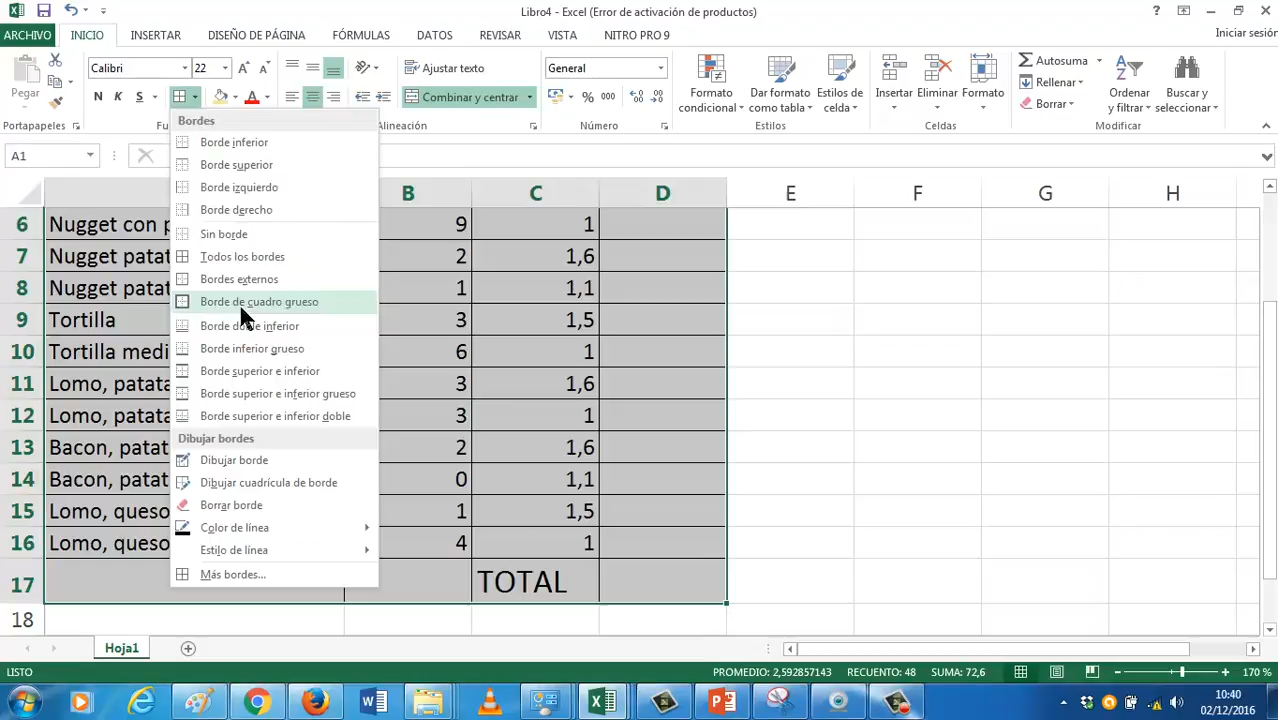 Libro4 - Excel (Error de activación de productos)
ARCHIVO INICIO INSERTAR DISEÑO DE PÁGINA FÓRMULAS DATOS REVISAR VISTA NITRO PRO 9 Iniciar sesión
Calibri 22 Ajustar texto General Autosuma
Pegar N K S Combinar y centrar % 000 Formato condicional Dar formato como tabla Estilos de celda Insertar Eliminar Formato Rellenar Borrar Ordenar y filtrar Buscar y seleccionar
Portapapeles Fu lineación Número Estilos Celdas Modificar
A1
Bordes
Borde inferior
Borde superior
Borde izquierdo
Borde derecho
Sin borde
Todos los bordes
Bordes externos
Borde de cuadro grueso
Borde doble inferior
Borde inferior grueso
Borde superior e inferior
Borde superior e inferior grueso
Borde superior e inferior doble
Dibujar bordes
Dibujar borde
Dibujar cuadrícula de borde
Borrar borde
Color de línea
Estilo de línea
Más bordes...
B C D E F G H
6 Nugget con p 9 1
7 Nugget patat 2 1,6
8 Nugget patat 1 1,1
9 Tortilla 3 1,5
10 Tortilla medi 6 1
11 Lomo, patata 3 1,6
12 Lomo, patata 3 1
13 Bacon, patat 2 1,6
14 Bacon, patat 0 1,1
15 Lomo, queso 1 1,5
16 Lomo, queso 4 1
17 TOTAL
18
Hoja1
LISTO PROMEDIO: 2,592857143 RECUENTO: 48 SUMA: 72,6 170 %
10:40
02/12/2016